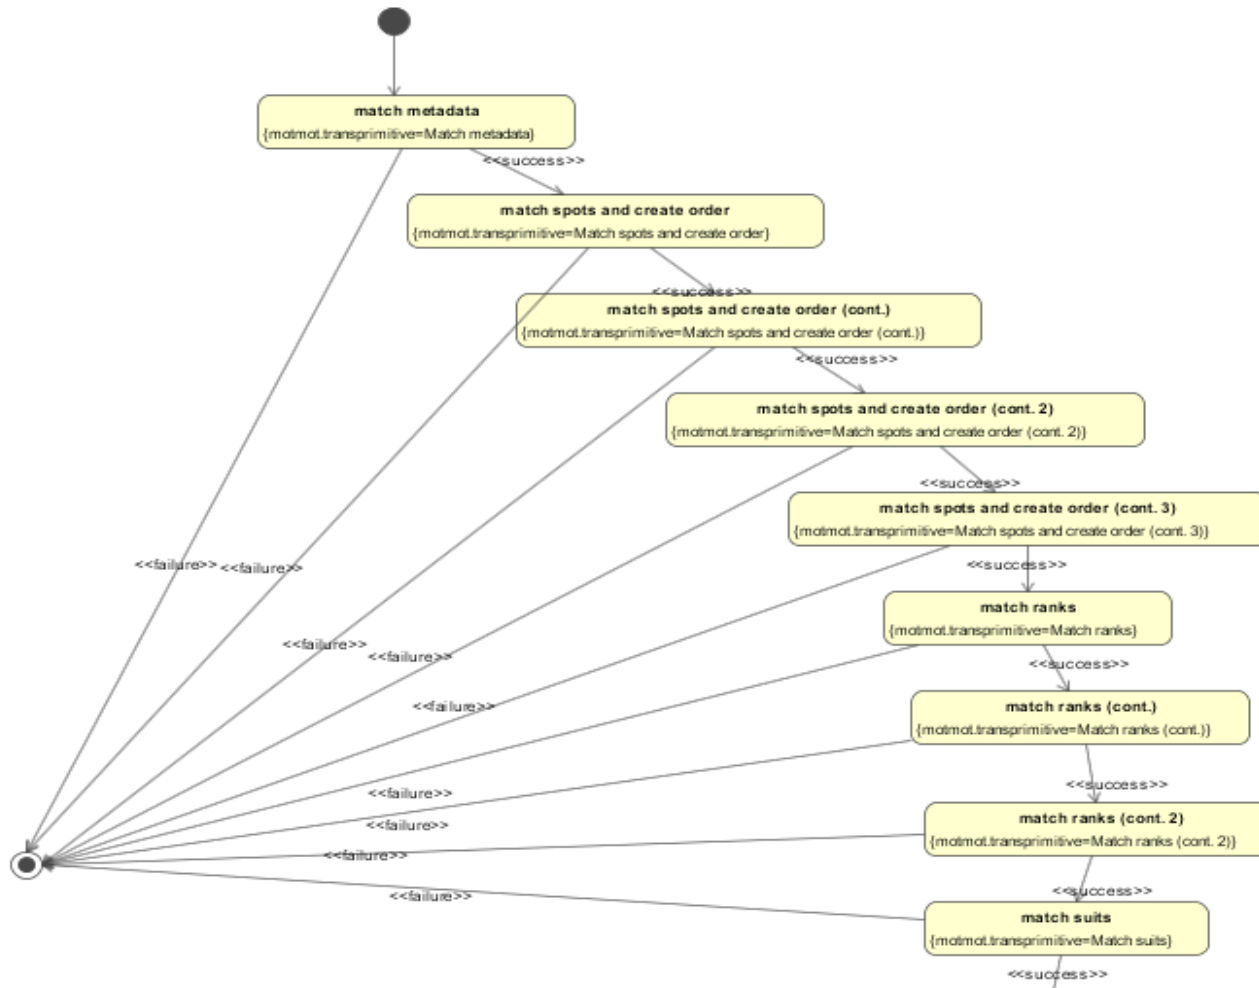 match metadata
{motmot.transprimitive=Match metadata}
<<success>>
match spots and create order
{motmot.transprimitive=Match spots and create order}
<<success>>
match spots and create order (cont.)
{motmot.transprimitive=Match spots and create order (cont.)}
<<success>>
match spots and create order (cont. 2)
{motmot.transprimitive=Match spots and create order (cont. 2)}
<<success>>
match spots and create order (cont. 3)
{motmot.transprimitive=Match spots and create order (cont. 3)}
<<failure>>
<<failure>>
<<success>>
match ranks
{motmot.transprimitive=Match ranks}
<<failure>>
<<failure>>
<<success>>
<<failure>>
match ranks (cont.)
{motmot.transprimitive=Match ranks (cont.)}
<<success>>
<<failure>>
match ranks (cont. 2)
<<failure>>
{motmot.transprimitive=Match ranks (cont. 2)}
<<failure>>
<<success>>
<<failure>>
match suits
{motmot.transprimitive=Match suits}
<<success>>